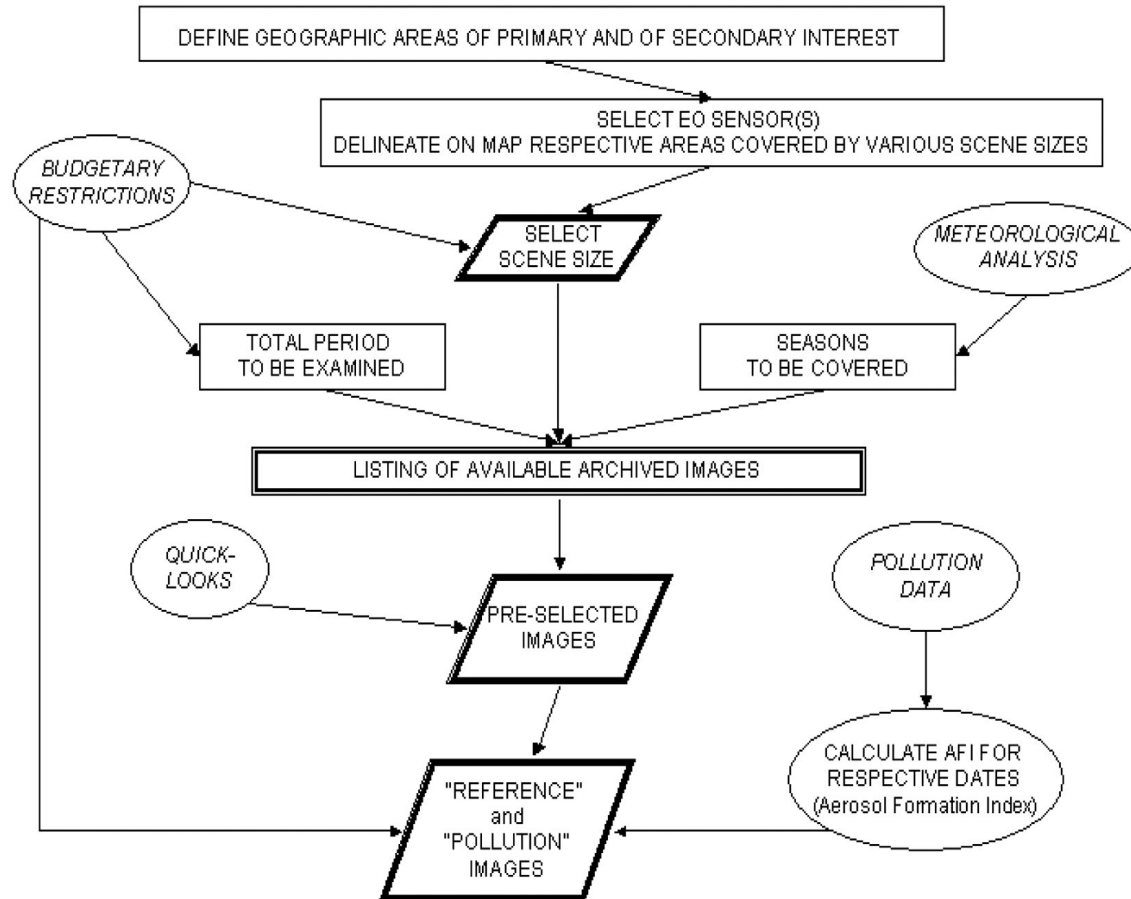 DEFINE GEOGRAPHIC AREAS OF PRIMARY AND OF SECONDARY INTEREST
SELECT EO SENSOR(S)
DELINEATE ON MAP RESPECTIVE AREAS COVERED BY VARIOUS SCENE SIZES
BUDGETARY
RESTRICTIONS
SELECT
SCENE SIZE
METEOROLOGICAL
ANALYSIS
TOTAL PERIOD
TO BE EXAMINED
SEASONS
TO BE COVERED
LISTING OF AVAILABLE ARCHIVED IMAGES
QUICK-
LOOKS
PRE-SELECTED
IMAGES
POLLUTION
DATA
CALCULATE AFI FOR
RESPECTIVE DATES
(Aerosol Formation Index)
"REFERENCE"
and
"POLLUTION"
IMAGES